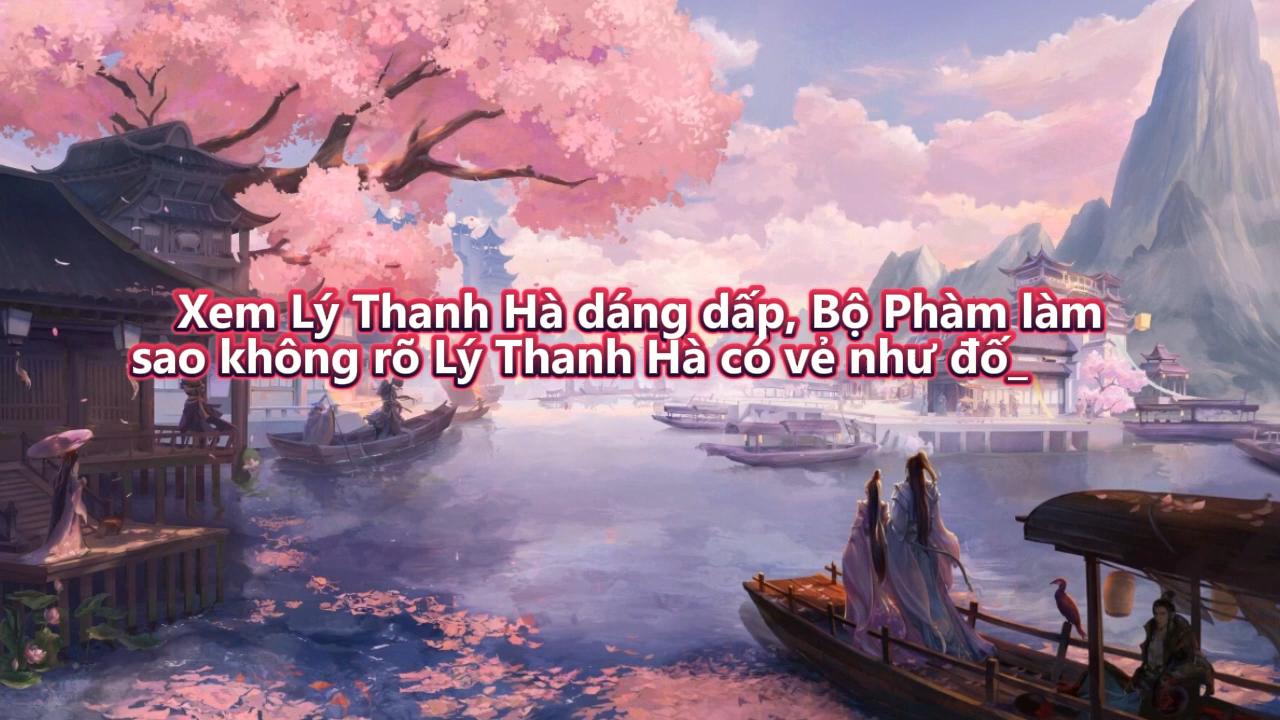 Xem Lý Thanh Hà dáng dấp, Bộ Phàm làm
sao không rõ Lý Thanh Hà có vẻ như đố_